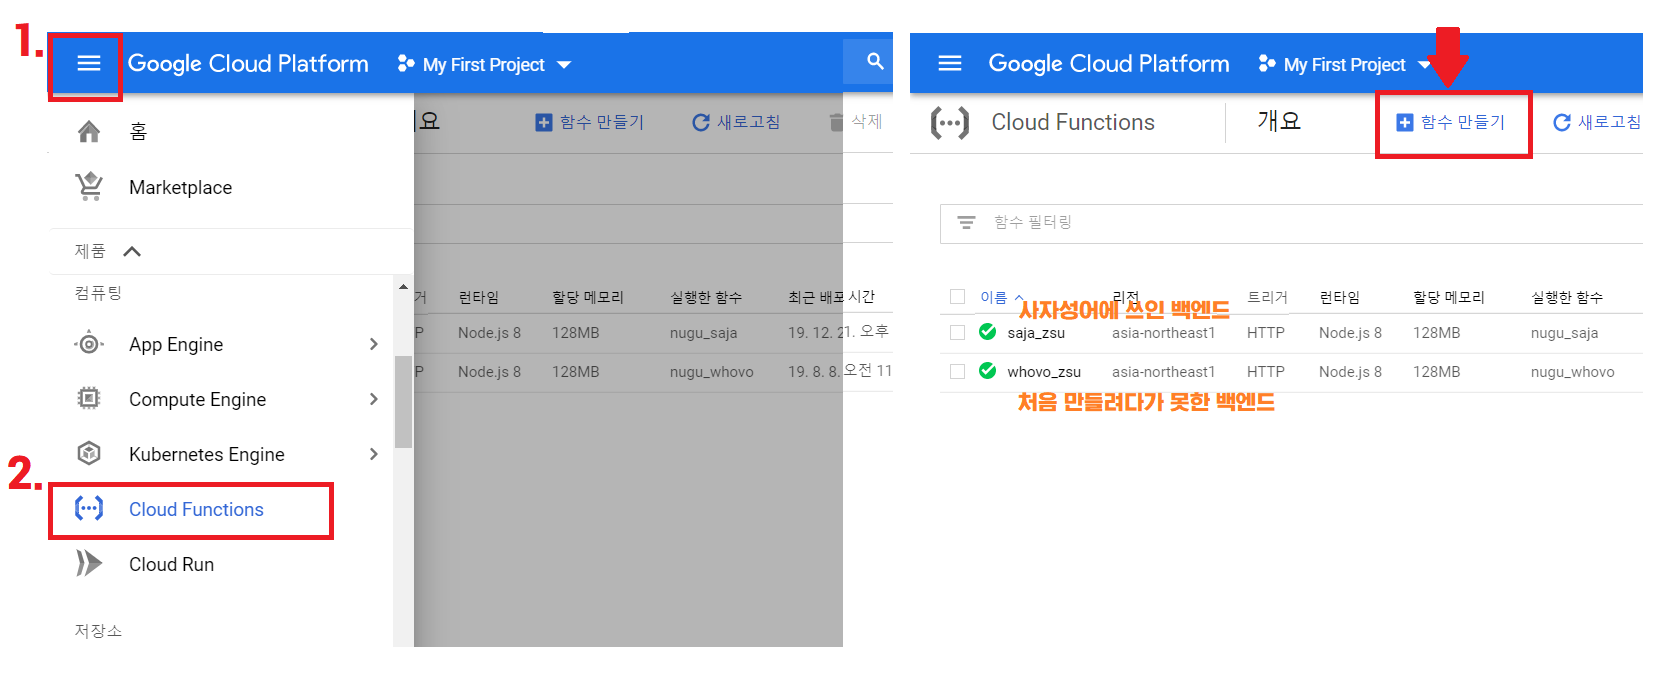 1.
Google Cloud Platform My First Project
홈
Marketplace
제품
컴퓨팅
App Engine
Compute Engine
Kubernetes Engine
2.
Cloud Functions
Cloud Run
저장소
개요 함수 만들기 새로고침 삭제
거 런타임 할당 메모리 실행한 함수 최근 배포 시간
P Node.js 8 128MB nugu_saja 19. 12. 21. 오후
P Node.js 8 128MB nugu_whovo 19. 8. 8. 오전 11
Google Cloud Platform My First Project
Cloud Functions 개요 함수 만들기 새로고침
함수 필터링
이름 리전 트리거 런타임 할당 메모리 실행한 함수
사자성어에 쓰인 백엔드
saja_zsu asia-northeast1 HTTP Node.js 8 128MB nugu_saja
whovo_zsu asia-northeast1 HTTP Node.js 8 128MB nugu_whovo
처음 만들려다가 못한 백엔드